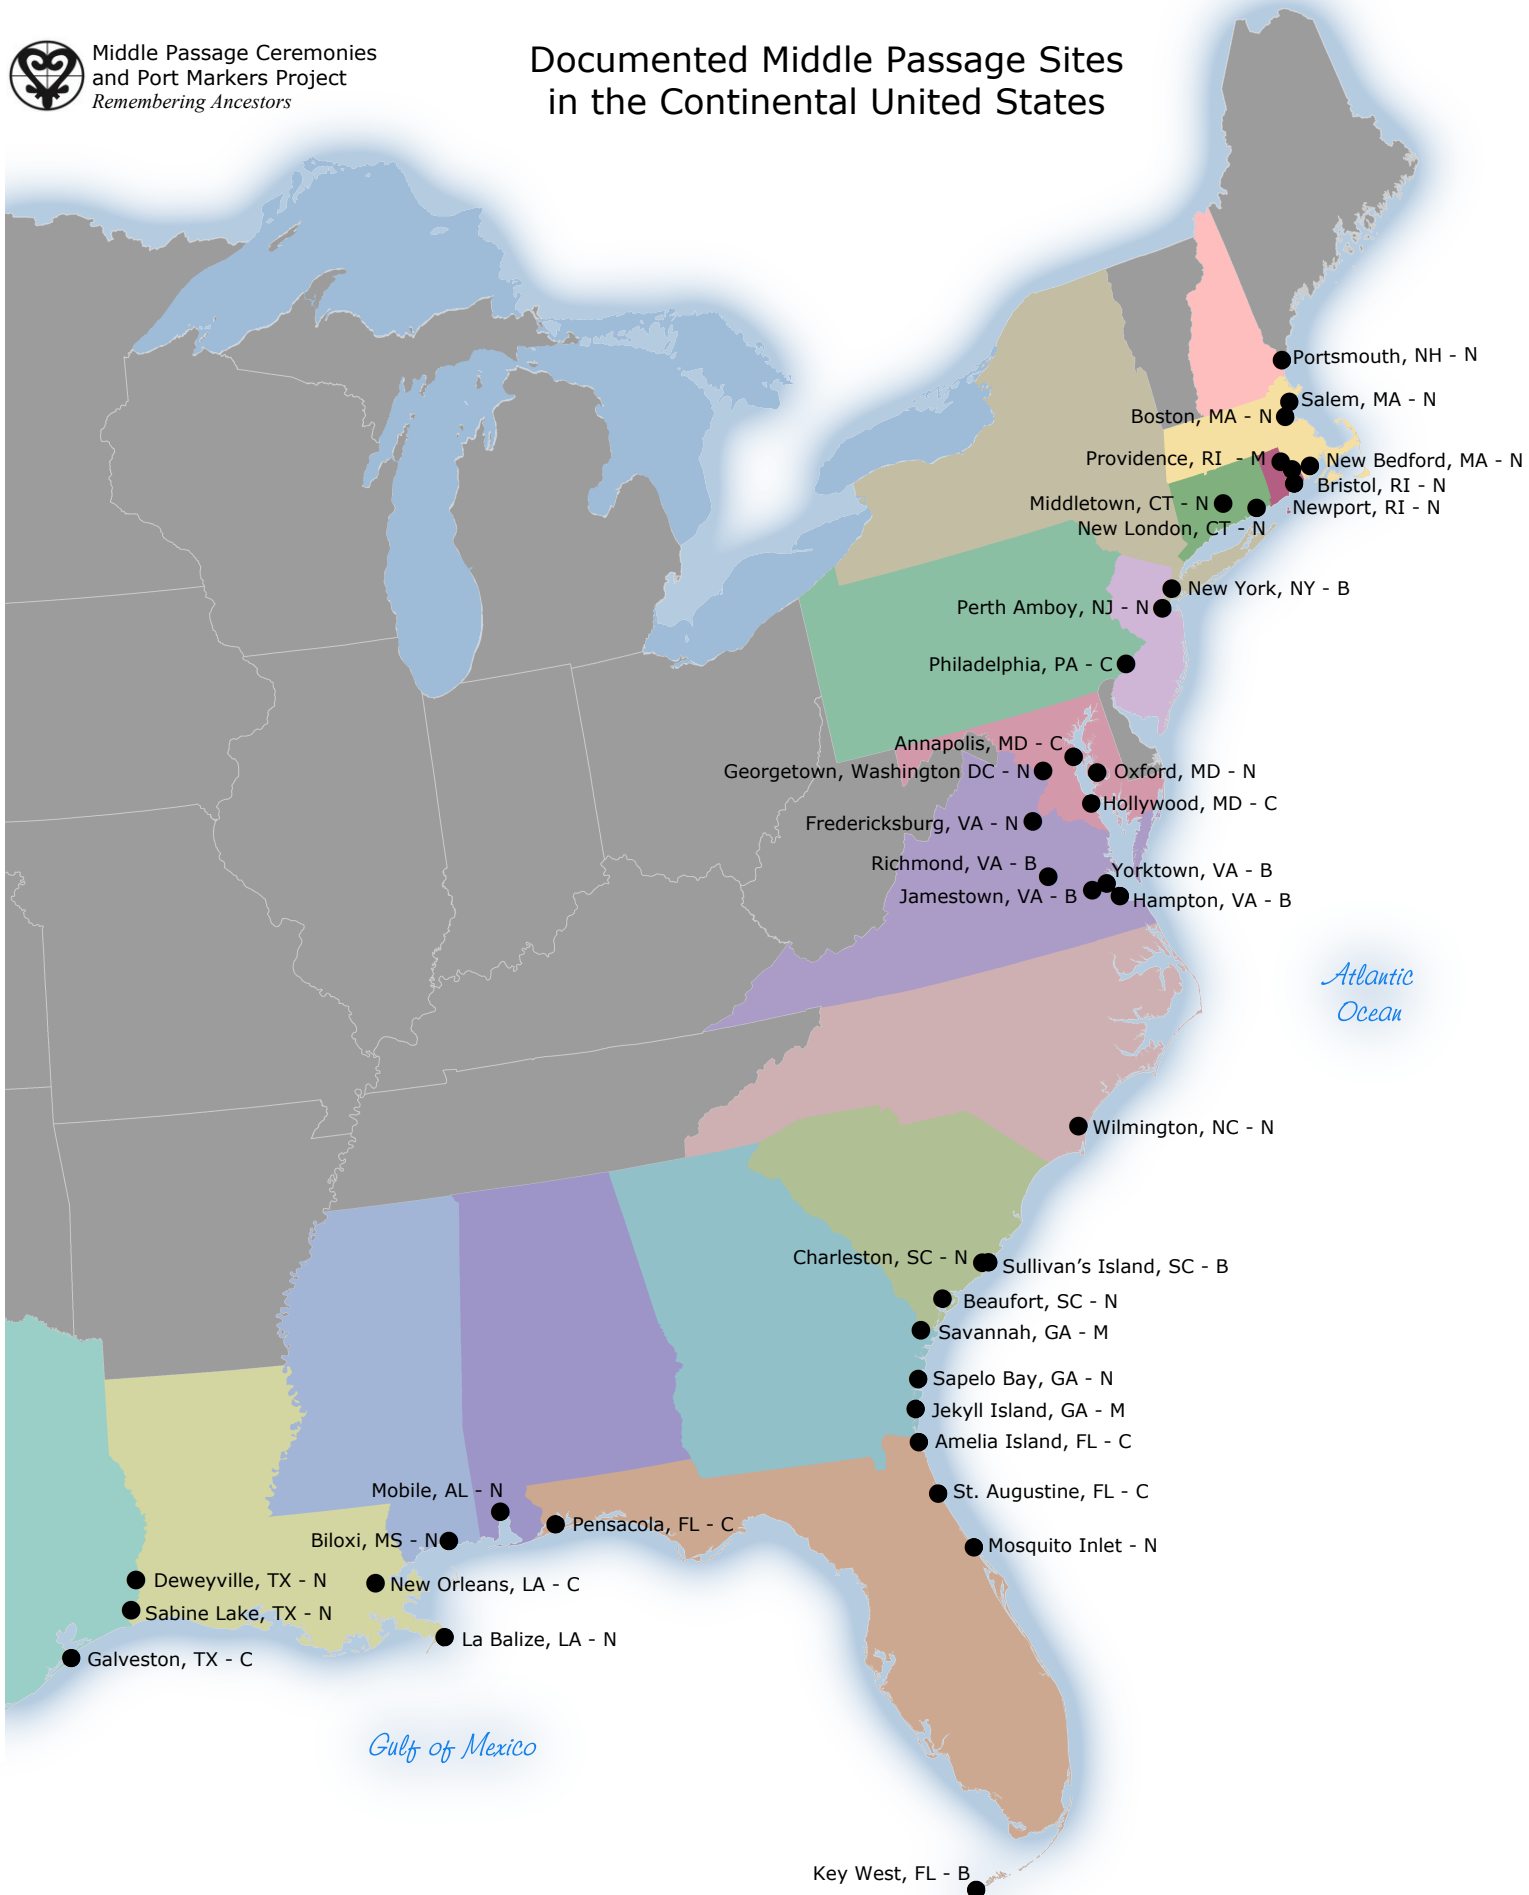 Middle Passage Ceremonies
and Port Markers Project
Remembering Ancestors
Documented Middle Passage Sites
in the Continental United States
Portsmouth, NH - N
Salem, MA - N
Boston, MA - N
Providence, RI - M
New Bedford, MA - N
Bristol, RI - N
Middletown, CT - N
Newport, RI - N
New London, CT - N
New York, NY - B
Perth Amboy, NJ - N
Philadelphia, PA - C
Annapolis, MD - C
Georgetown, Washington DC - N
Oxford, MD - N
Hollywood, MD - C
Fredericksburg, VA - N
Richmond, VA - B
Yorktown, VA - B
Jamestown, VA - B
Hampton, VA - B
Atlantic
Ocean
Wilmington, NC - N
Charleston, SC - N
Sullivan’s Island, SC - B
Beaufort, SC - N
Savannah, GA - M
Sapelo Bay, GA - N
Jekyll Island, GA - M
Amelia Island, FL - C
Mobile, AL - N
St. Augustine, FL - C
Pensacola, FL - C
Biloxi, MS - N
Mosquito Inlet - N
Deweyville, TX - N
New Orleans, LA - C
Sabine Lake, TX - N
La Balize, LA - N
Galveston, TX - C
Gulf of Mexico
Key West, FL - B